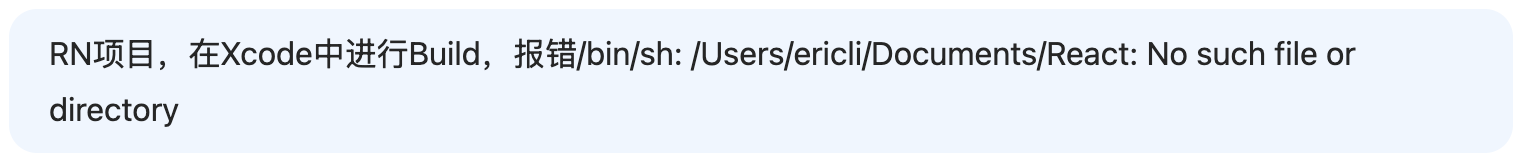 RN项目，在Xcode中进行Build，报错/bin/sh: /Users/ericli/Documents/React: No such file or
directory